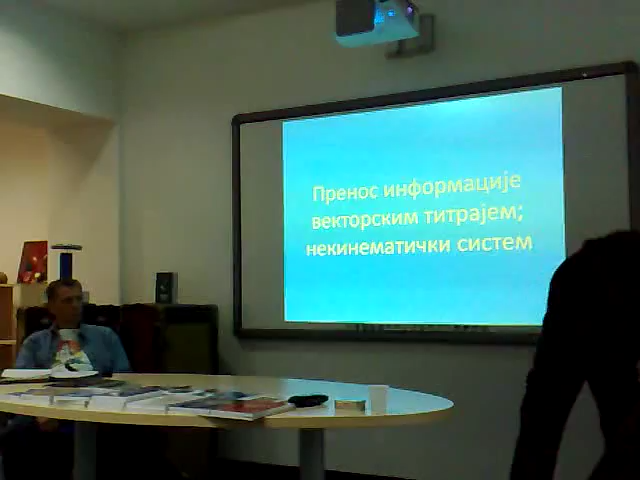 Пренос информације
векторским титрајем;
некинематички систем